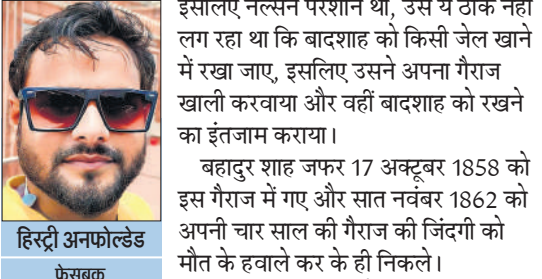 इसलिए नेल्सन परेशान था, उसे ये ठीक नहीं
लग रहा था कि बादशाह को किसी जेल खाने
में रखा जाए, इसलिए उसने अपना गैराज
खाली करवाया और वहीं बादशाह को रखने
का इंतजाम कराया।
बहादुर शाह जफर 17 अक्टूबर 1858 को
इस गैराज में गए और सात नवंबर 1862 को
अपनी चार साल की गैराज की जिंदगी को
मौत के हवाले कर के ही निकले।
हिस्ट्री अनफोल्डेड
फेसबुक